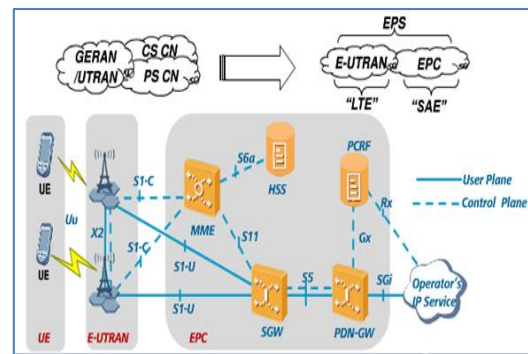 EPS
GERAN
/UTRAN
CS CN
PS CN
E-UTRAN
EPC
"LTE"
"SAE"
UE
Uu
UE
X2
S1-C
S1-C
S1-U
S1-U
MME
S6a
HSS
S11
SGW
S5
PCRF
Gx
Rx
PDN-GW
SGi
Operator's
IP Service
User Plane
Control Plane
UE
E-UTRAN
EPC